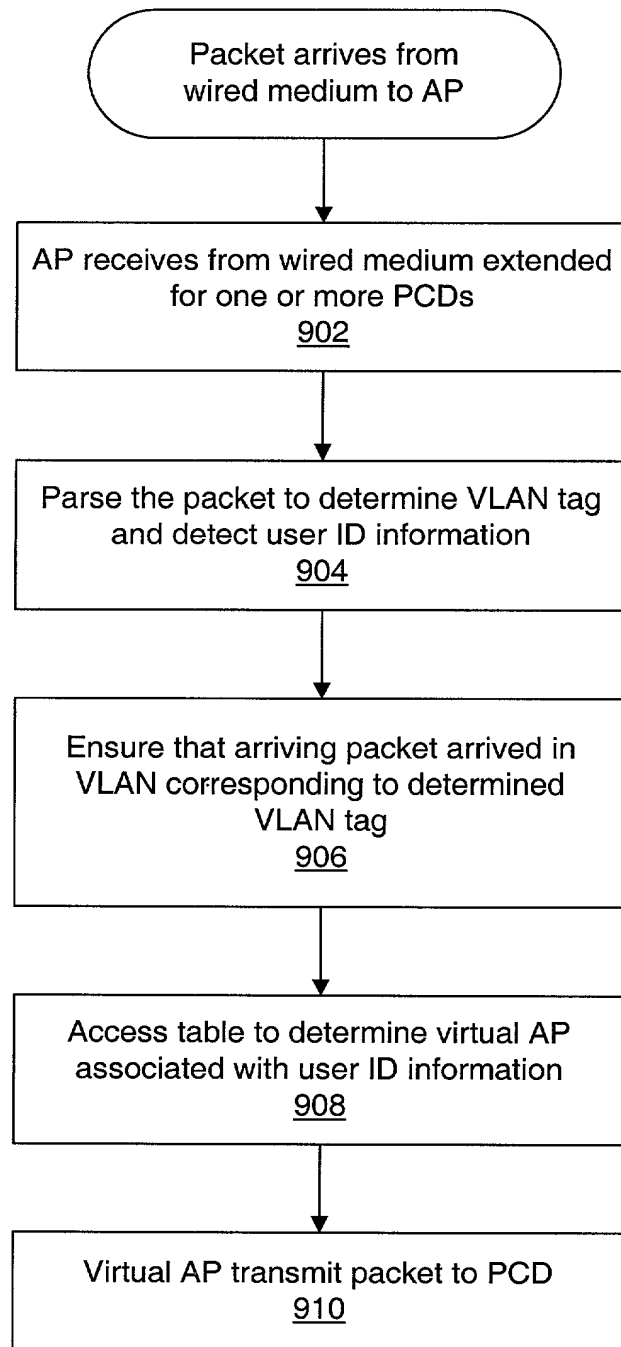 Packet arrives from
wired medium to AP
AP receives from wired medium extended
for one or more PCDs
902
Parse the packet to determine VLAN tag
and detect user ID information
904
Ensure that arriving packet arrived in
VLAN corresponding to determined
VLAN tag
906
Access table to determine virtual AP
associated with user ID information
908
Virtual AP transmit packet to PCD
910